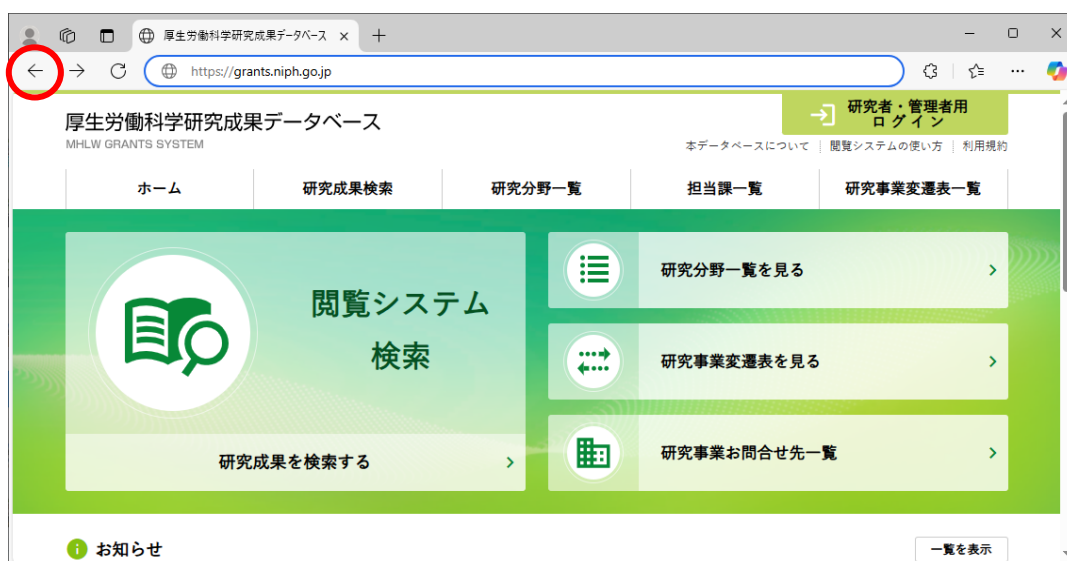 厚生労働科学研究成果データベース
https://grants.niph.go.jp
厚生労働科学研究成果データベース
MHLW GRANTS SYSTEM
研究者・管理者用
ログイン
本データベースについて
閲覧システムの使い方
利用規約
ホーム
研究成果検索
研究分野一覧
担当課一覧
研究事業変遷表一覧
閲覧システム
検索
研究成果を検索する
研究分野一覧を見る
研究事業変遷表を見る
研究事業お問合せ先一覧
お知らせ
一覧を表示